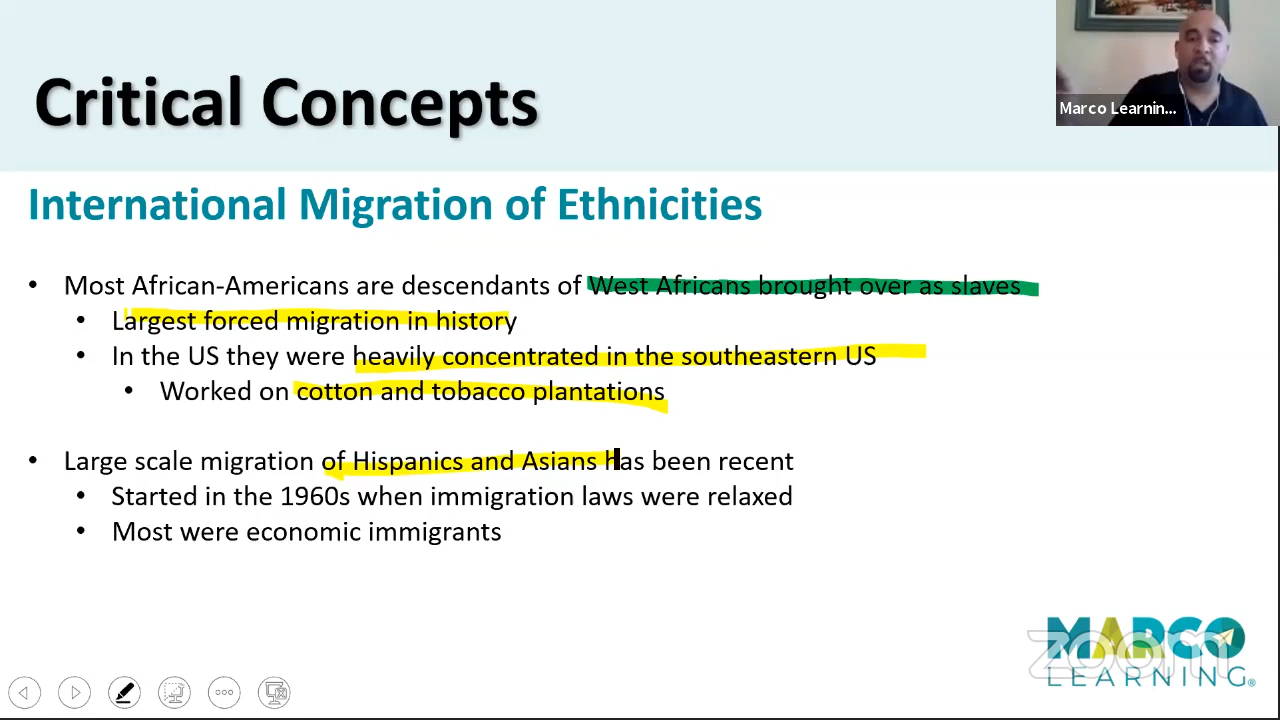 Critical Concepts
Marco Learnin...
International Migration of Ethnicities
• Most African-Americans are descendants of West Africans brought over as slaves
• Largest forced migration in history
• In the US they were heavily concentrated in the southeastern US
• Worked on cotton and tobacco plantations
• Large scale migration of Hispanics and Asians has been recent
• Started in the 1960s when immigration laws were relaxed
• Most were economic immigrants
MARCO
zoom
LEARNING®